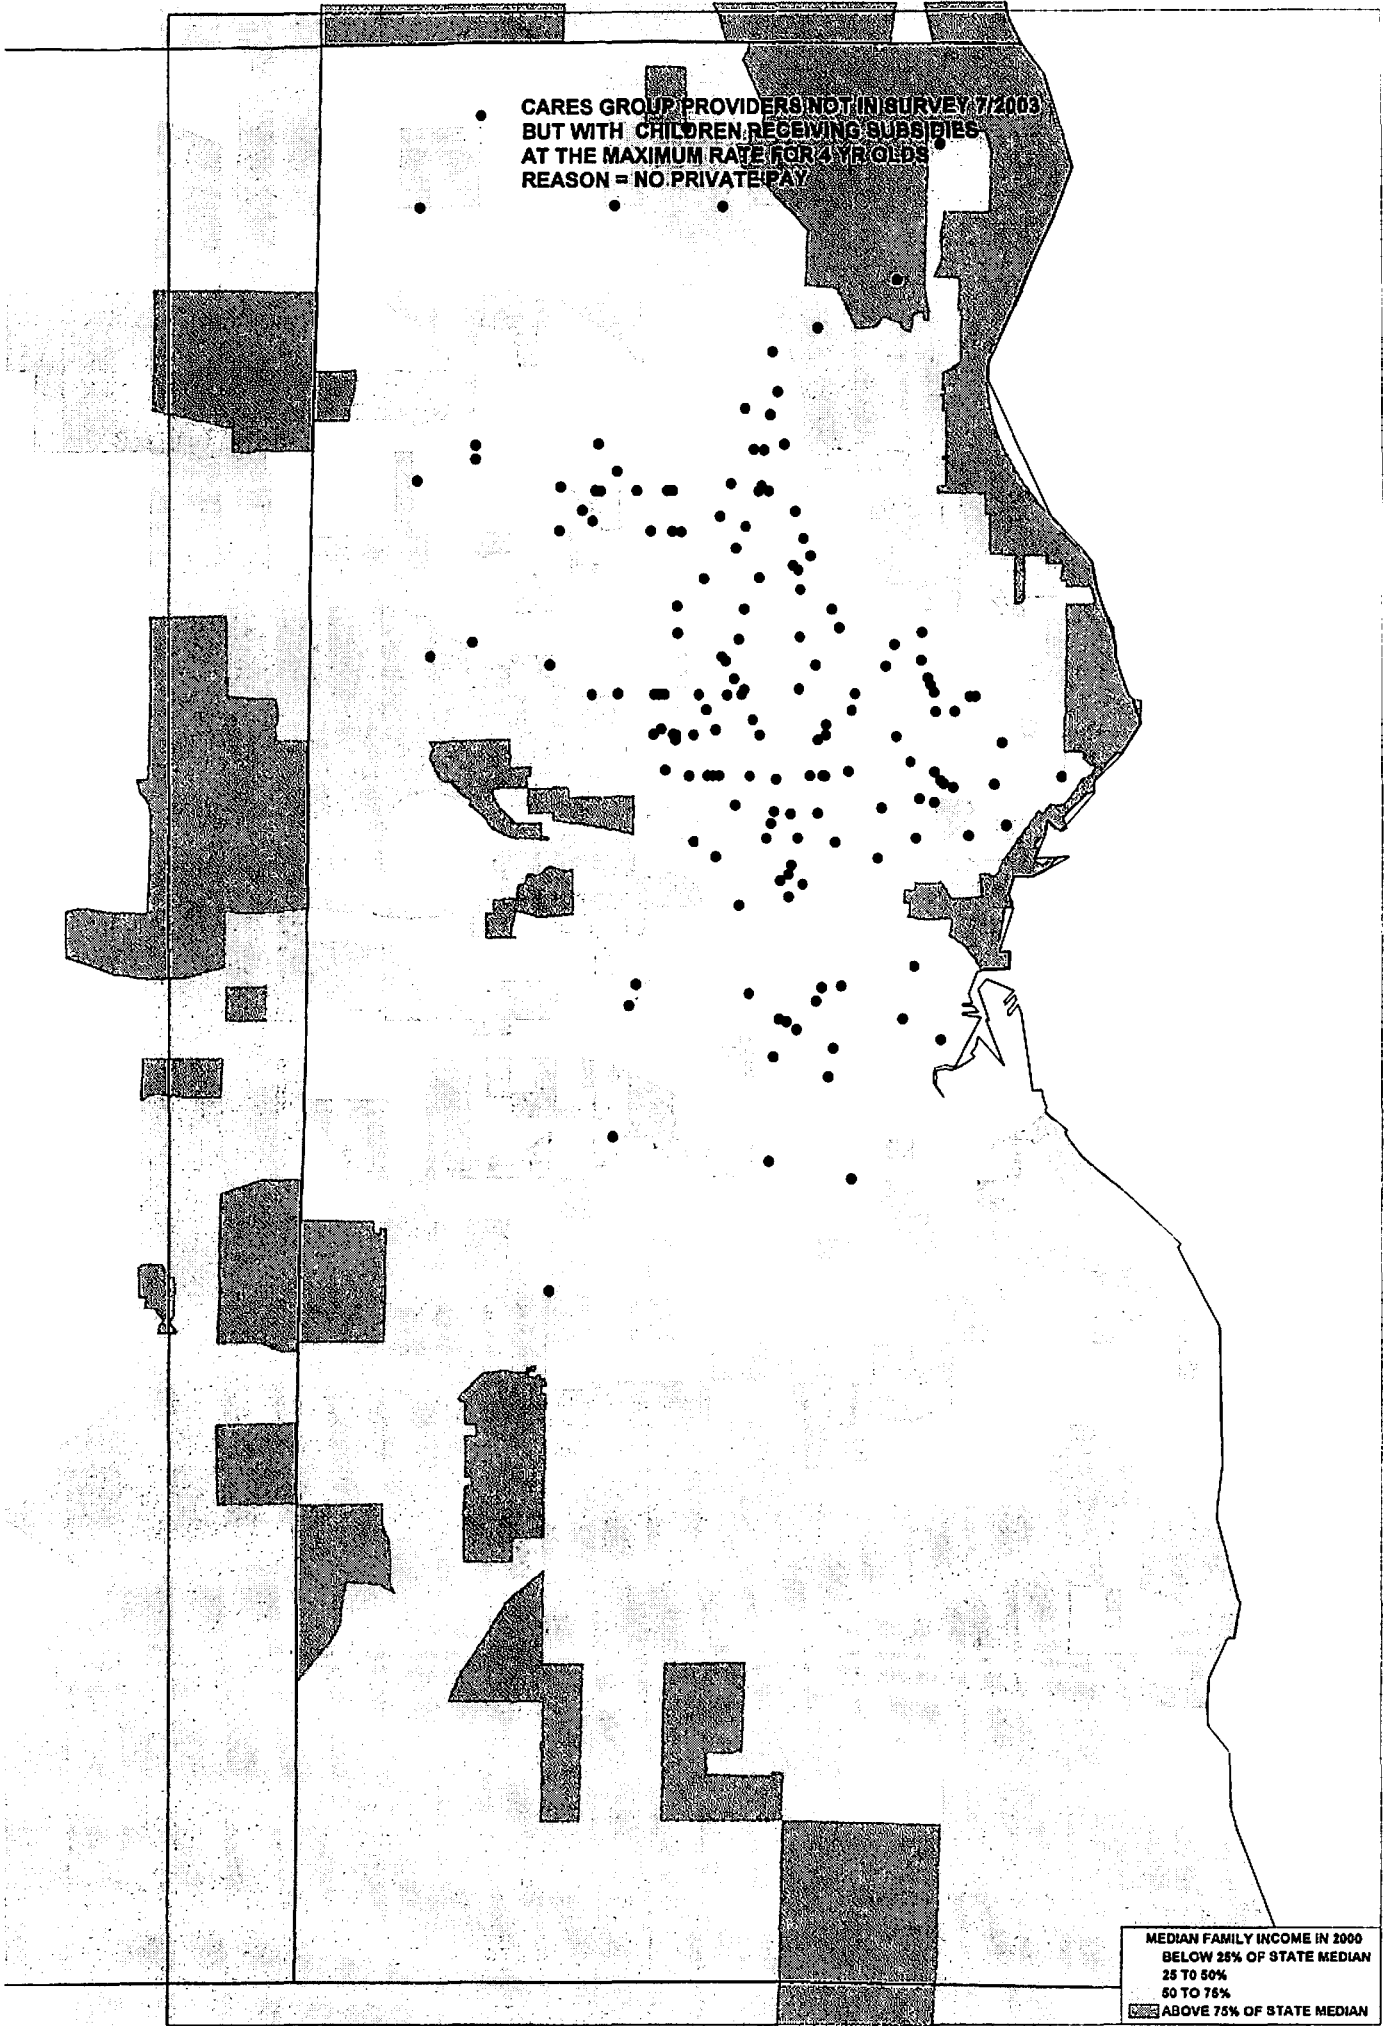 CARES GROUP PROVIDERS NOT IN SURVEY 7/2003
BUT WITH CHILDREN RECEIVING SUBSIDIES
AT THE MAXIMUM RATE FOR 4 YR OLDS
REASON = NO PRIVATE PAY
MEDIAN FAMILY INCOME IN 2000
BELOW 25% OF STATE MEDIAN
25 TO 50%
50 TO 75%
ABOVE 75% OF STATE MEDIAN